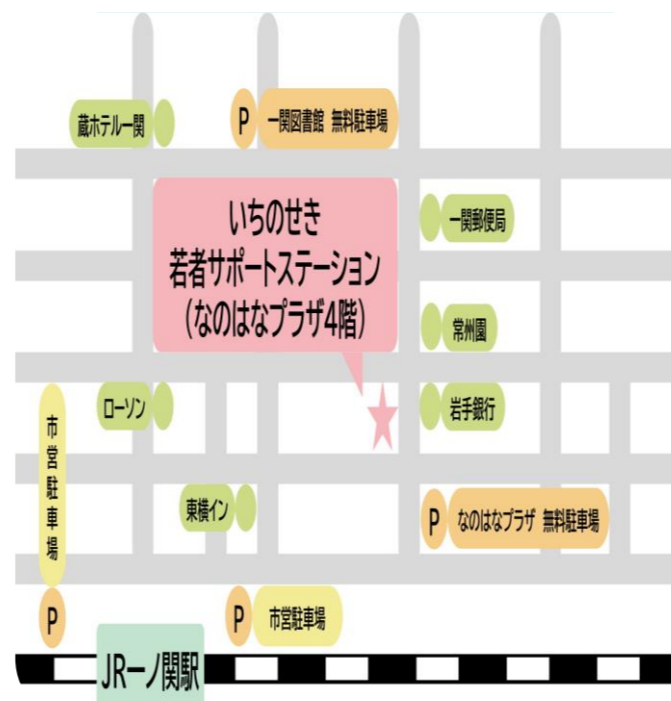 蔵ホテル一関
P 一関図書館 無料駐車場
いちのせき
若者サポートステーション
(なのはなプラザ4階)
一関郵便局
常州園
ローソン
岩手銀行
市営駐車場
東横イン
P なのはなプラザ 無料駐車場
P
P 市営駐車場
JR一ノ関駅